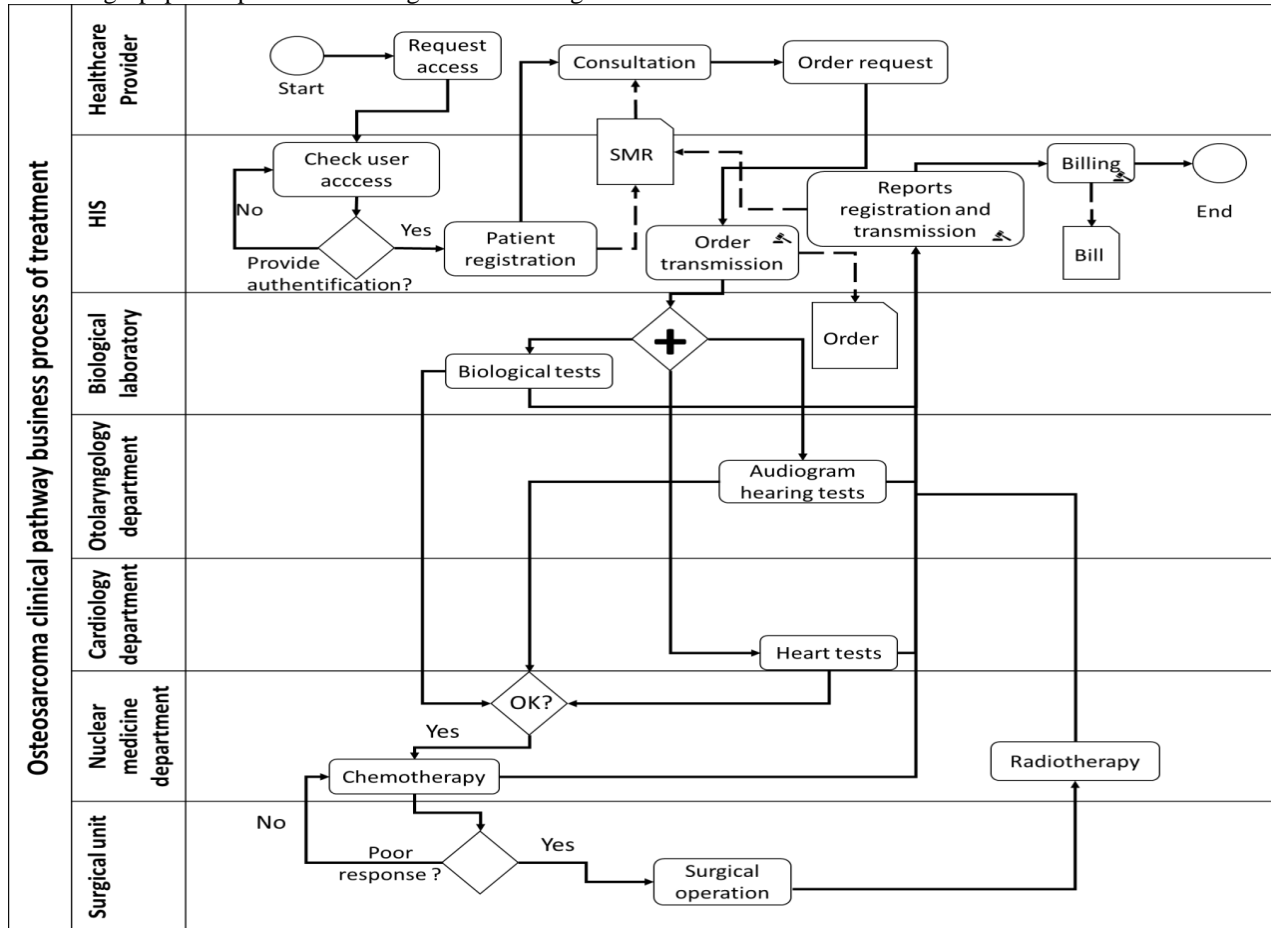 Osteosarcoma clinical pathway business process of treatment
Healthcare
Provider
Start
Request
access
Consultation
Order request
HIS
Check user
acccess
No
Yes
Provide
authentification?
Patient
registration
SMR
Order
transmission
Reports
registration and
transmission
Billing
Bill
End
Biological
laboratory
Biological tests
Order
Otolaryngology
department
Audiogram
hearing tests
Cardiology
department
Heart tests
Nuclear
medicine
department
OK?
Yes
Chemotherapy
Radiotherapy
Surgical unit
No
Poor
response ?
Yes
Surgical
operation